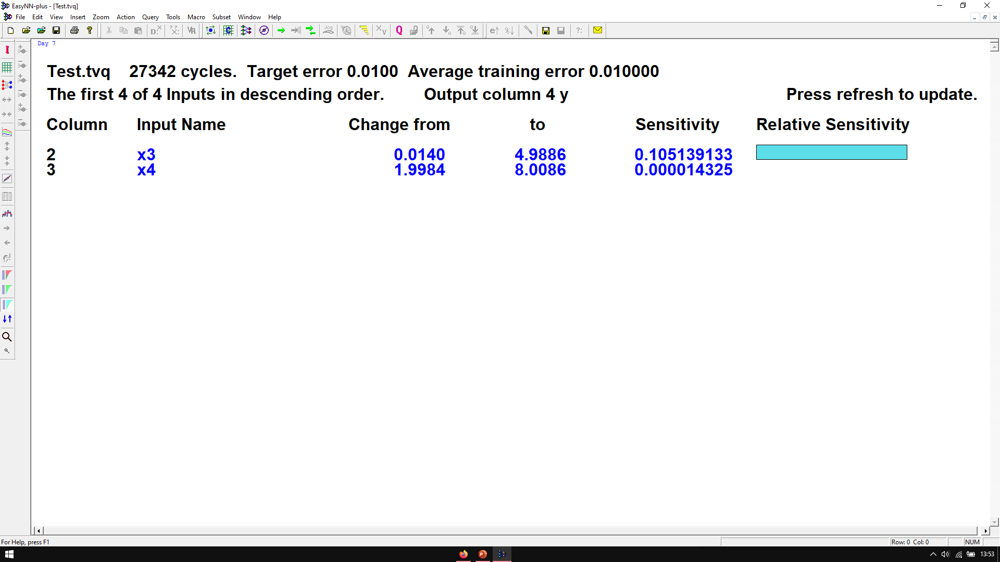 EasyNN-plus - [Test.tvq]
File Edit View Insert Zoom Action Query Tools Macro Subset Window Help
Day 7
Test.tvq 27342 cycles. Target error 0.0100 Average training error 0.010000
The first 4 of 4 Inputs in descending order. Output column 4 y Press refresh to update.
Column Input Name Change from to Sensitivity Relative Sensitivity
2 x3 0.0140 4.9886 0.105139133
3 x4 1.9984 8.0086 0.000014325
For Help, press F1
Row: 0 Col: 0 NUM
13:53